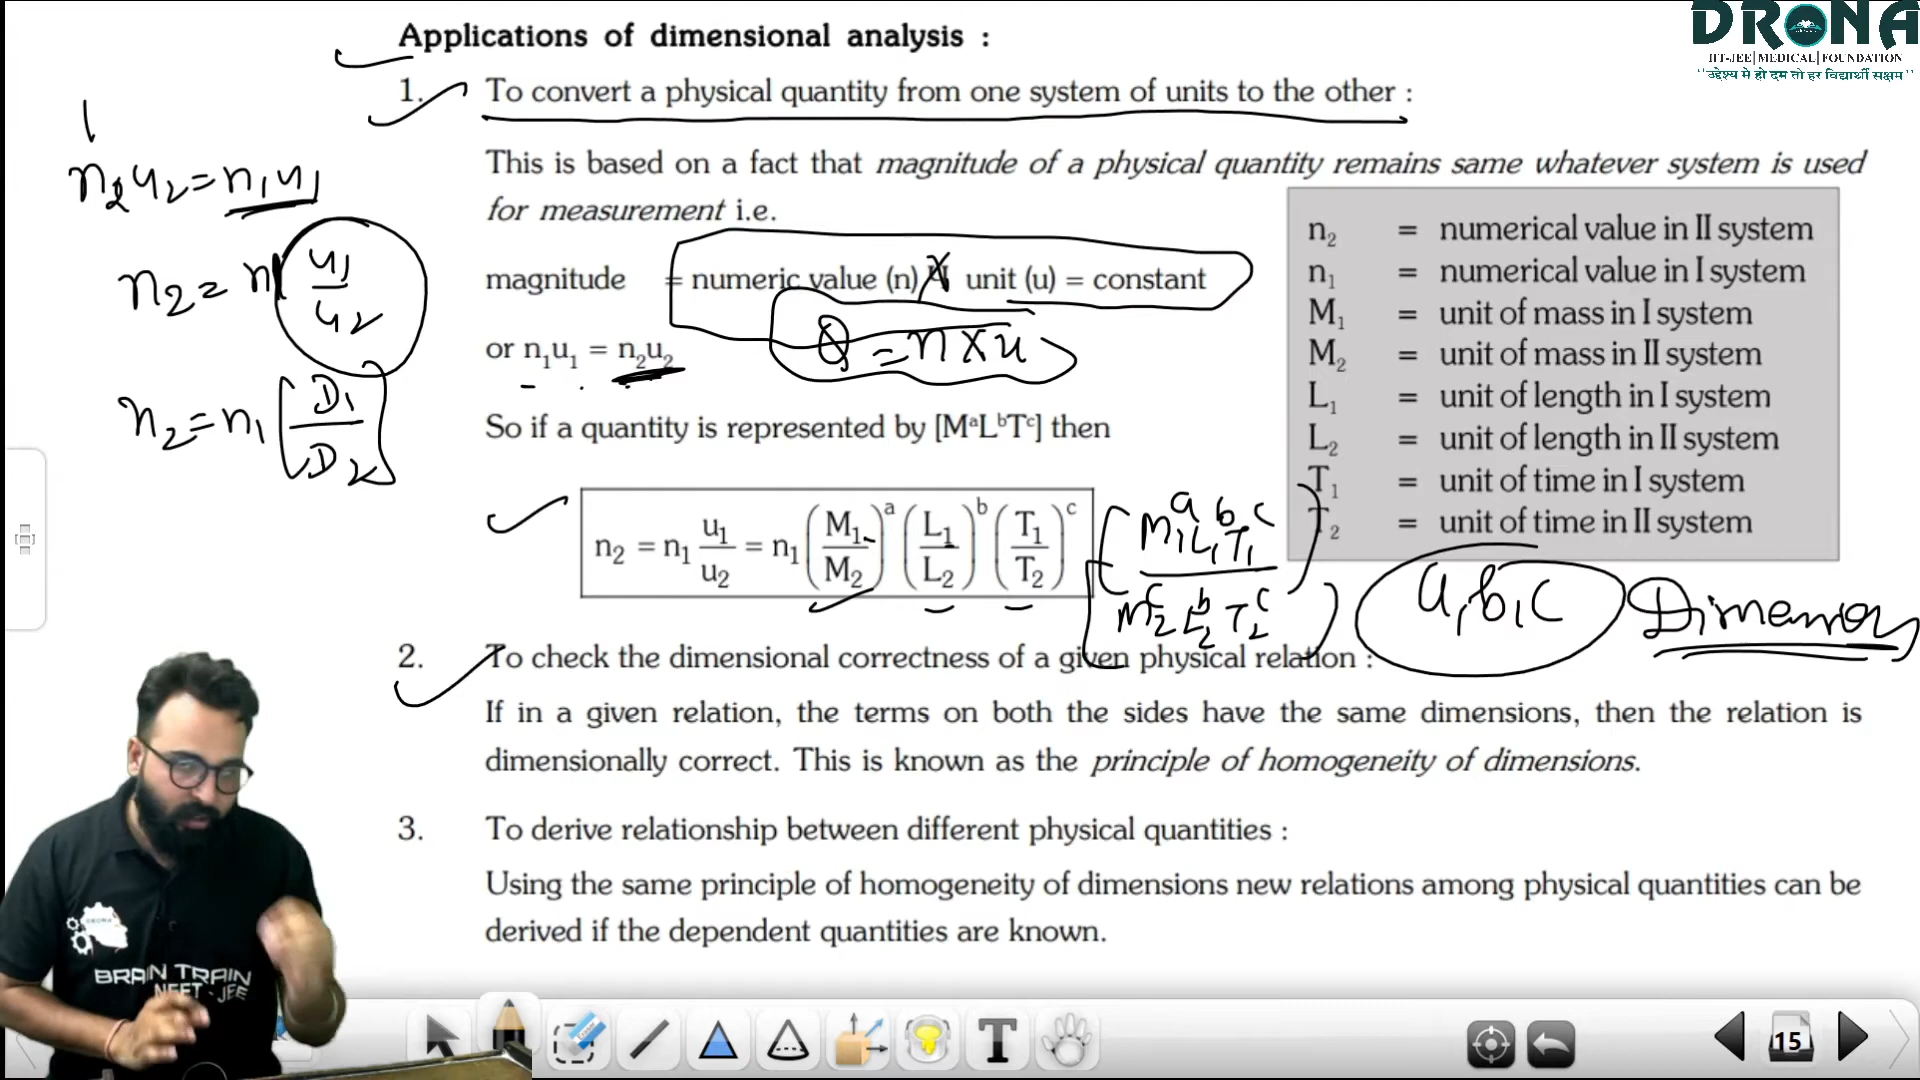 Applications of dimensional analysis :
DRONA
IIT-JEE|MEDICAL|FOUNDATION
"उद्देश्य मे हो दम तो हर विद्यार्थी सक्षम"
1. To convert a physical quantity from one system of units to the other :
This is based on a fact that magnitude of a physical quantity remains same whatever system is used
for measurement i.e.
magnitude = numeric value (n) X unit (u) = constant
Q = n X u
or n₁u₁ = n₂u₂
So if a quantity is represented by [MᵃLᵇTᶜ] then
n₂ = n₁ u₁/u₂ = n₁ (M₁/M₂)ᵃ (L₁/L₂)ᵇ (T₁/T₂)ᶜ
n₂u₂ = n₁u₁
n₂ = n₁ u₁/u₂
n₂ = n₁ [D₁/D₂]
n₂ = numerical value in II system
n₁ = numerical value in I system
M₁ = unit of mass in I system
M₂ = unit of mass in II system
L₁ = unit of length in I system
L₂ = unit of length in II system
T₁ = unit of time in I system
T₂ = unit of time in II system
M₁ᵃ L₁ᵇ T₁ᶜ
a, b, c
2. To check the dimensional correctness of a given physical relation :
If in a given relation, the terms on both the sides have the same dimensions, then the relation is
dimensionally correct. This is known as the principle of homogeneity of dimensions.
3. To derive relationship between different physical quantities :
Using the same principle of homogeneity of dimensions new relations among physical quantities can be
derived if the dependent quantities are known.
BRAIN TRAIN
NEET - JEE
T
15